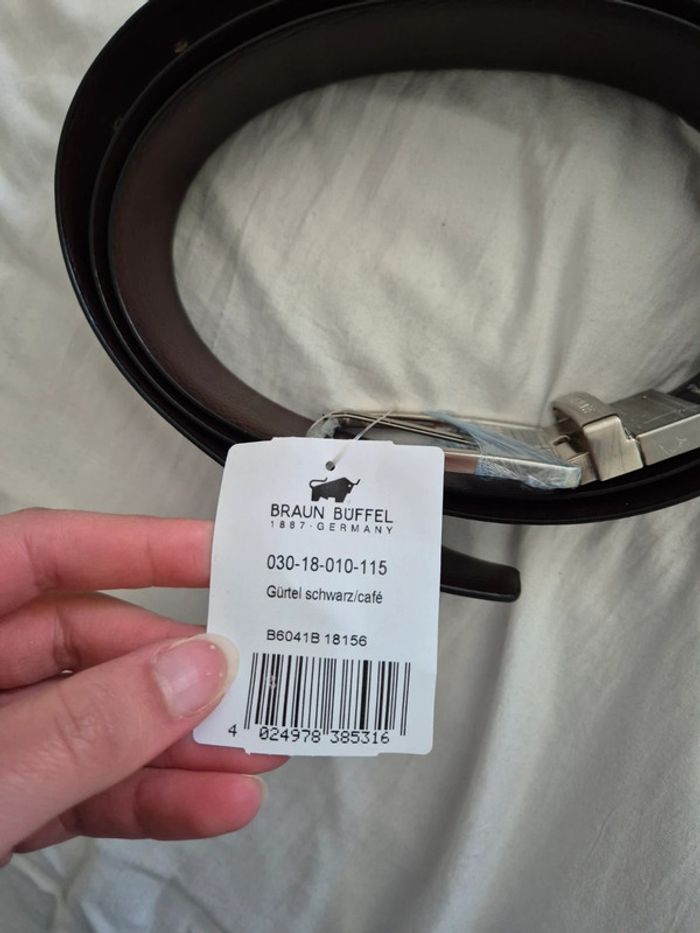 BRAUN BÜFFEL
1887·GERMANY
030-18-010-115
Gürtel schwarz/café
B6041B 18156
4 024978 385316